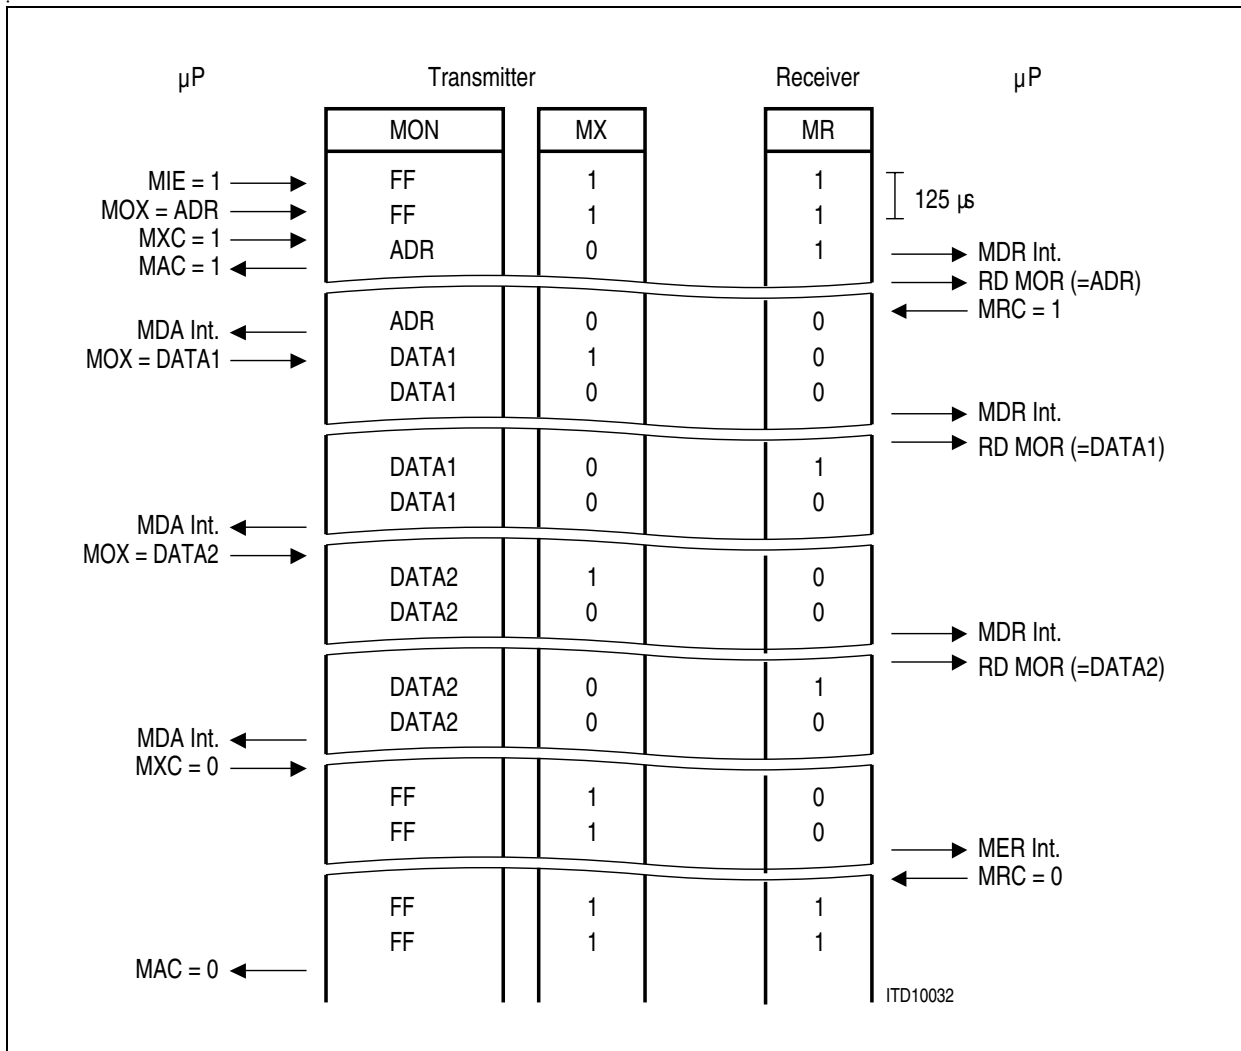 µP Transmitter Receiver µP
MON MX MR
MIE = 1 FF 1 1
125 µs
MOX = ADR FF 1 1
MXC = 1
ADR 0 1 MDR Int.
MAC = 1
RD MOR (=ADR)
MRC = 1
ADR 0 0
MDA Int.
MOX = DATA1 DATA1 1 0
DATA1 0 0
MDR Int.
RD MOR (=DATA1)
DATA1 0 1
DATA1 0 0
MDA Int.
MOX = DATA2
DATA2 1 0
DATA2 0 0
MDR Int.
RD MOR (=DATA2)
DATA2 0 1
DATA2 0 0
MDA Int.
MXC = 0
FF 1 0
FF 1 0
MER Int.
MRC = 0
FF 1 1
FF 1 1
MAC = 0
ITD10032